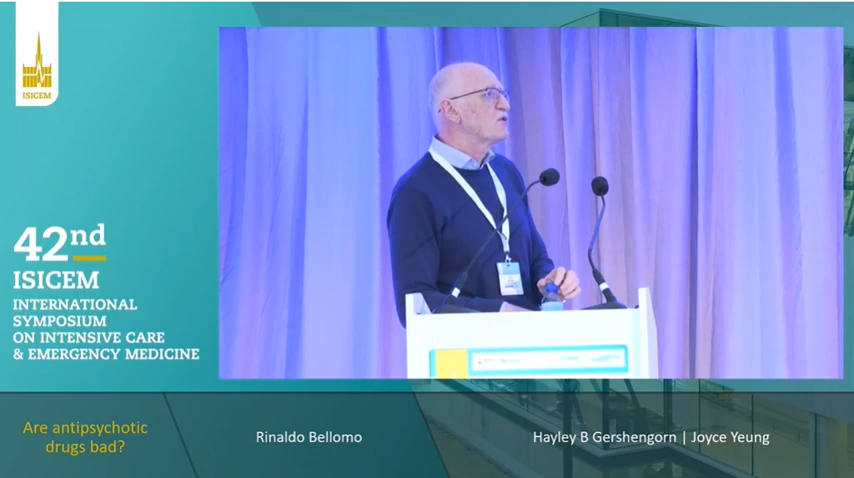 ISICEM
42nd
ISICEM
INTERNATIONAL
SYMPOSIUM
ON INTENSIVE CARE
& EMERGENCY MEDICINE
Are antipsychotic
drugs bad?
Rinaldo Bellomo
Hayley B Gershengorn | Joyce Yeung